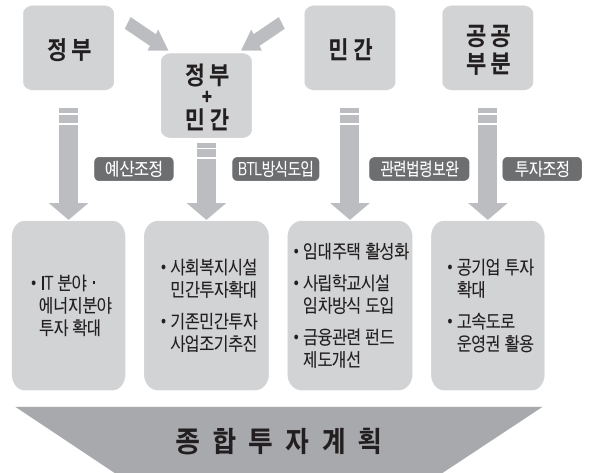 정부
정부
+
민간
민간
공공
부분
예산조정
BTL방식도입
관련법령보완
투자조정
• IT 분야 ·
에너지분야
투자 확대
• 사회복지시설
민간투자확대
• 기존민간투자
사업조기추진
• 임대주택 활성화
• 사립학교시설
임차방식 도입
• 금융관련 펀드
제도개선
• 공기업 투자
확대
• 고속도로
운영권 활용
종합투자계획